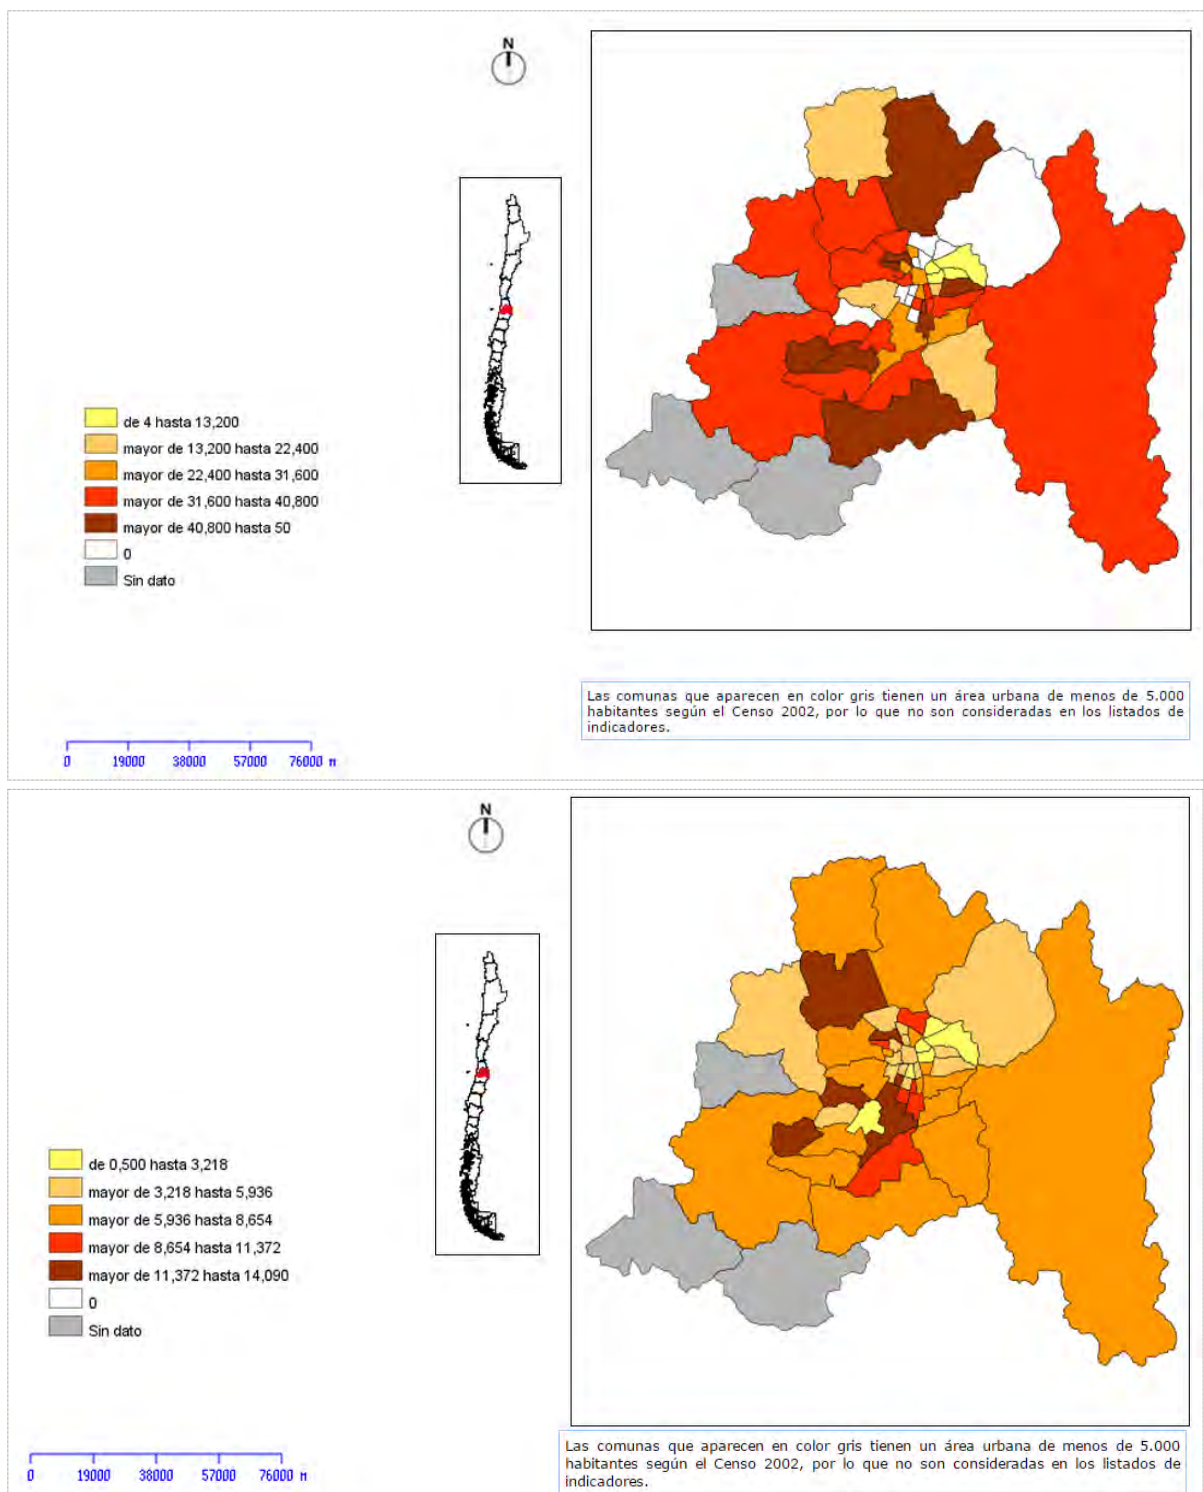 N
de 4 hasta 13,200
mayor de 13,200 hasta 22,400
mayor de 22,400 hasta 31,600
mayor de 31,600 hasta 40,800
mayor de 40,800 hasta 50
0
Sin dato
Las comunas que aparecen en color gris tienen un área urbana de menos de 5.000
habitantes según el Censo 2002, por lo que no son consideradas en los listados de
indicadores.
0 19000 38000 57000 76000 m
N
de 0,500 hasta 3,218
mayor de 3,218 hasta 5,936
mayor de 5,936 hasta 8,654
mayor de 8,654 hasta 11,372
mayor de 11,372 hasta 14,090
0
Sin dato
0 19000 38000 57000 76000 m
Las comunas que aparecen en color gris tienen un área urbana de menos de 5.000
habitantes según el Censo 2002, por lo que no son consideradas en los listados de
indicadores.